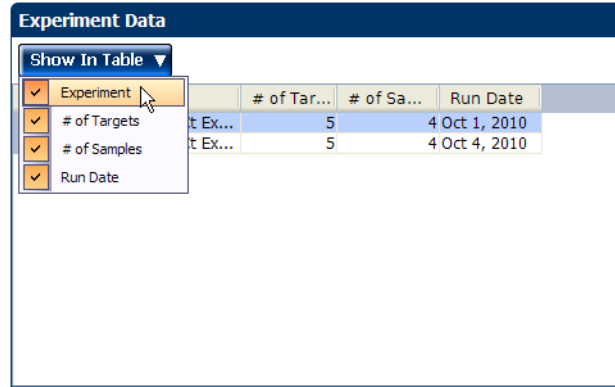 Experiment Data
Show In Table ▼
Experiment
# of Targets
# of Samples
Run Date
# of Tar... # of Sa... Run Date
t Ex... 5 4 Oct 1, 2010
t Ex... 5 4 Oct 4, 2010